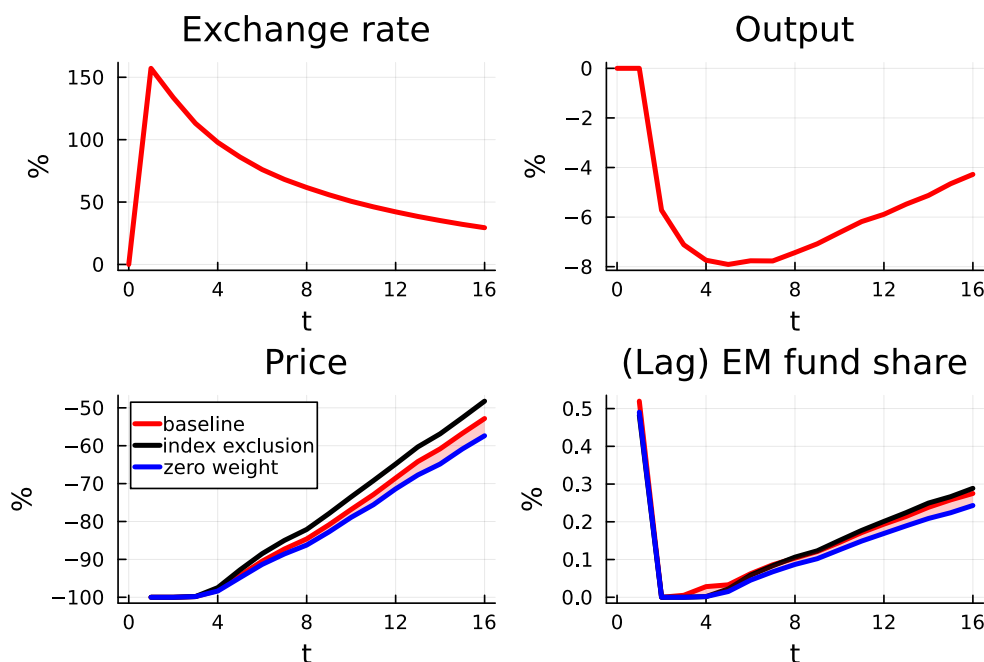 Exchange rate
%
150
100
50
0
0 4 8 12 16
t
Output
%
0
−2
−4
−6
−8
0 4 8 12 16
t
Price
%
−50
−60
−70
−80
−90
−100
baseline
index exclusion
zero weight
0 4 8 12 16
t
(Lag) EM fund share
%
0.5
0.4
0.3
0.2
0.1
0.0
0 4 8 12 16
t